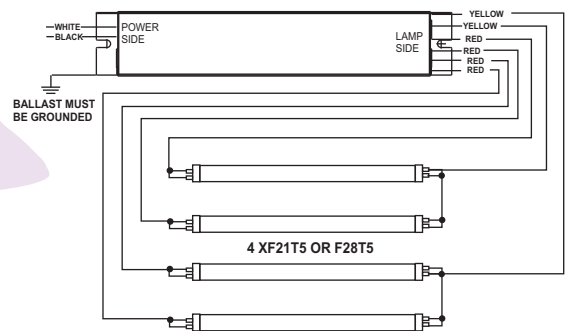 WHITE
BLACK
POWER
SIDE
LAMP
SIDE
YELLOW
YELLOW
RED
RED
RED
RED
BALLAST MUST
BE GROUNDED
4 XF21T5 OR F28T5